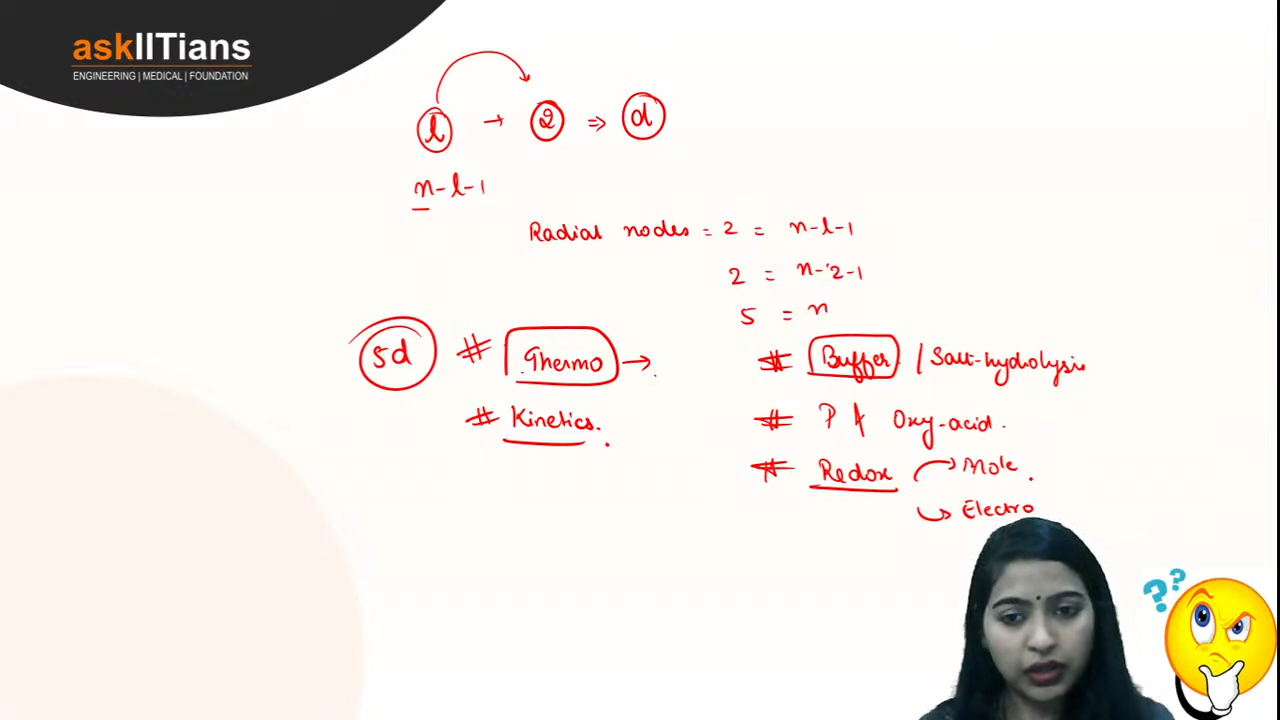 askIITians
ENGINEERING | MEDICAL | FOUNDATION
l → 2 ⇒ d
n-l-1
Radial nodes = 2 = n-l-1
2 = n-2-1
5 = n
5d # Thermo →
# Kinetics.
# Buffer / Salt-hydrolysis
# P A Oxy-acid.
# Redox → Mole.
→ Electro
??